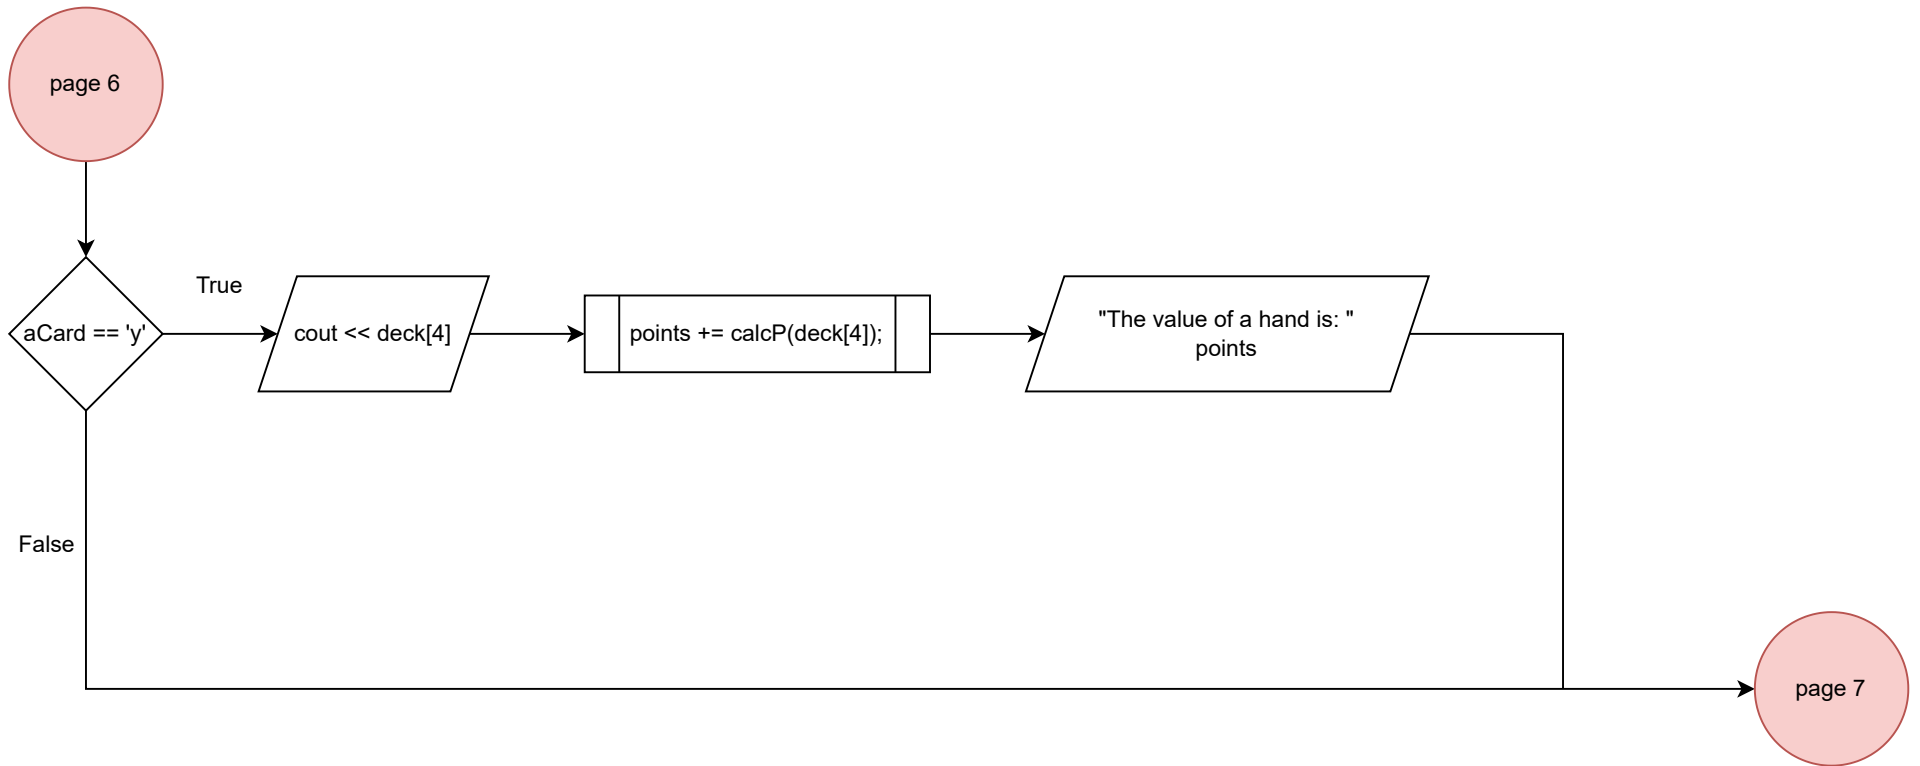 page 6
True
aCard == 'y'
cout << deck[4]
points += calcP(deck[4]);
"The value of a hand is: "
points
False
page 7